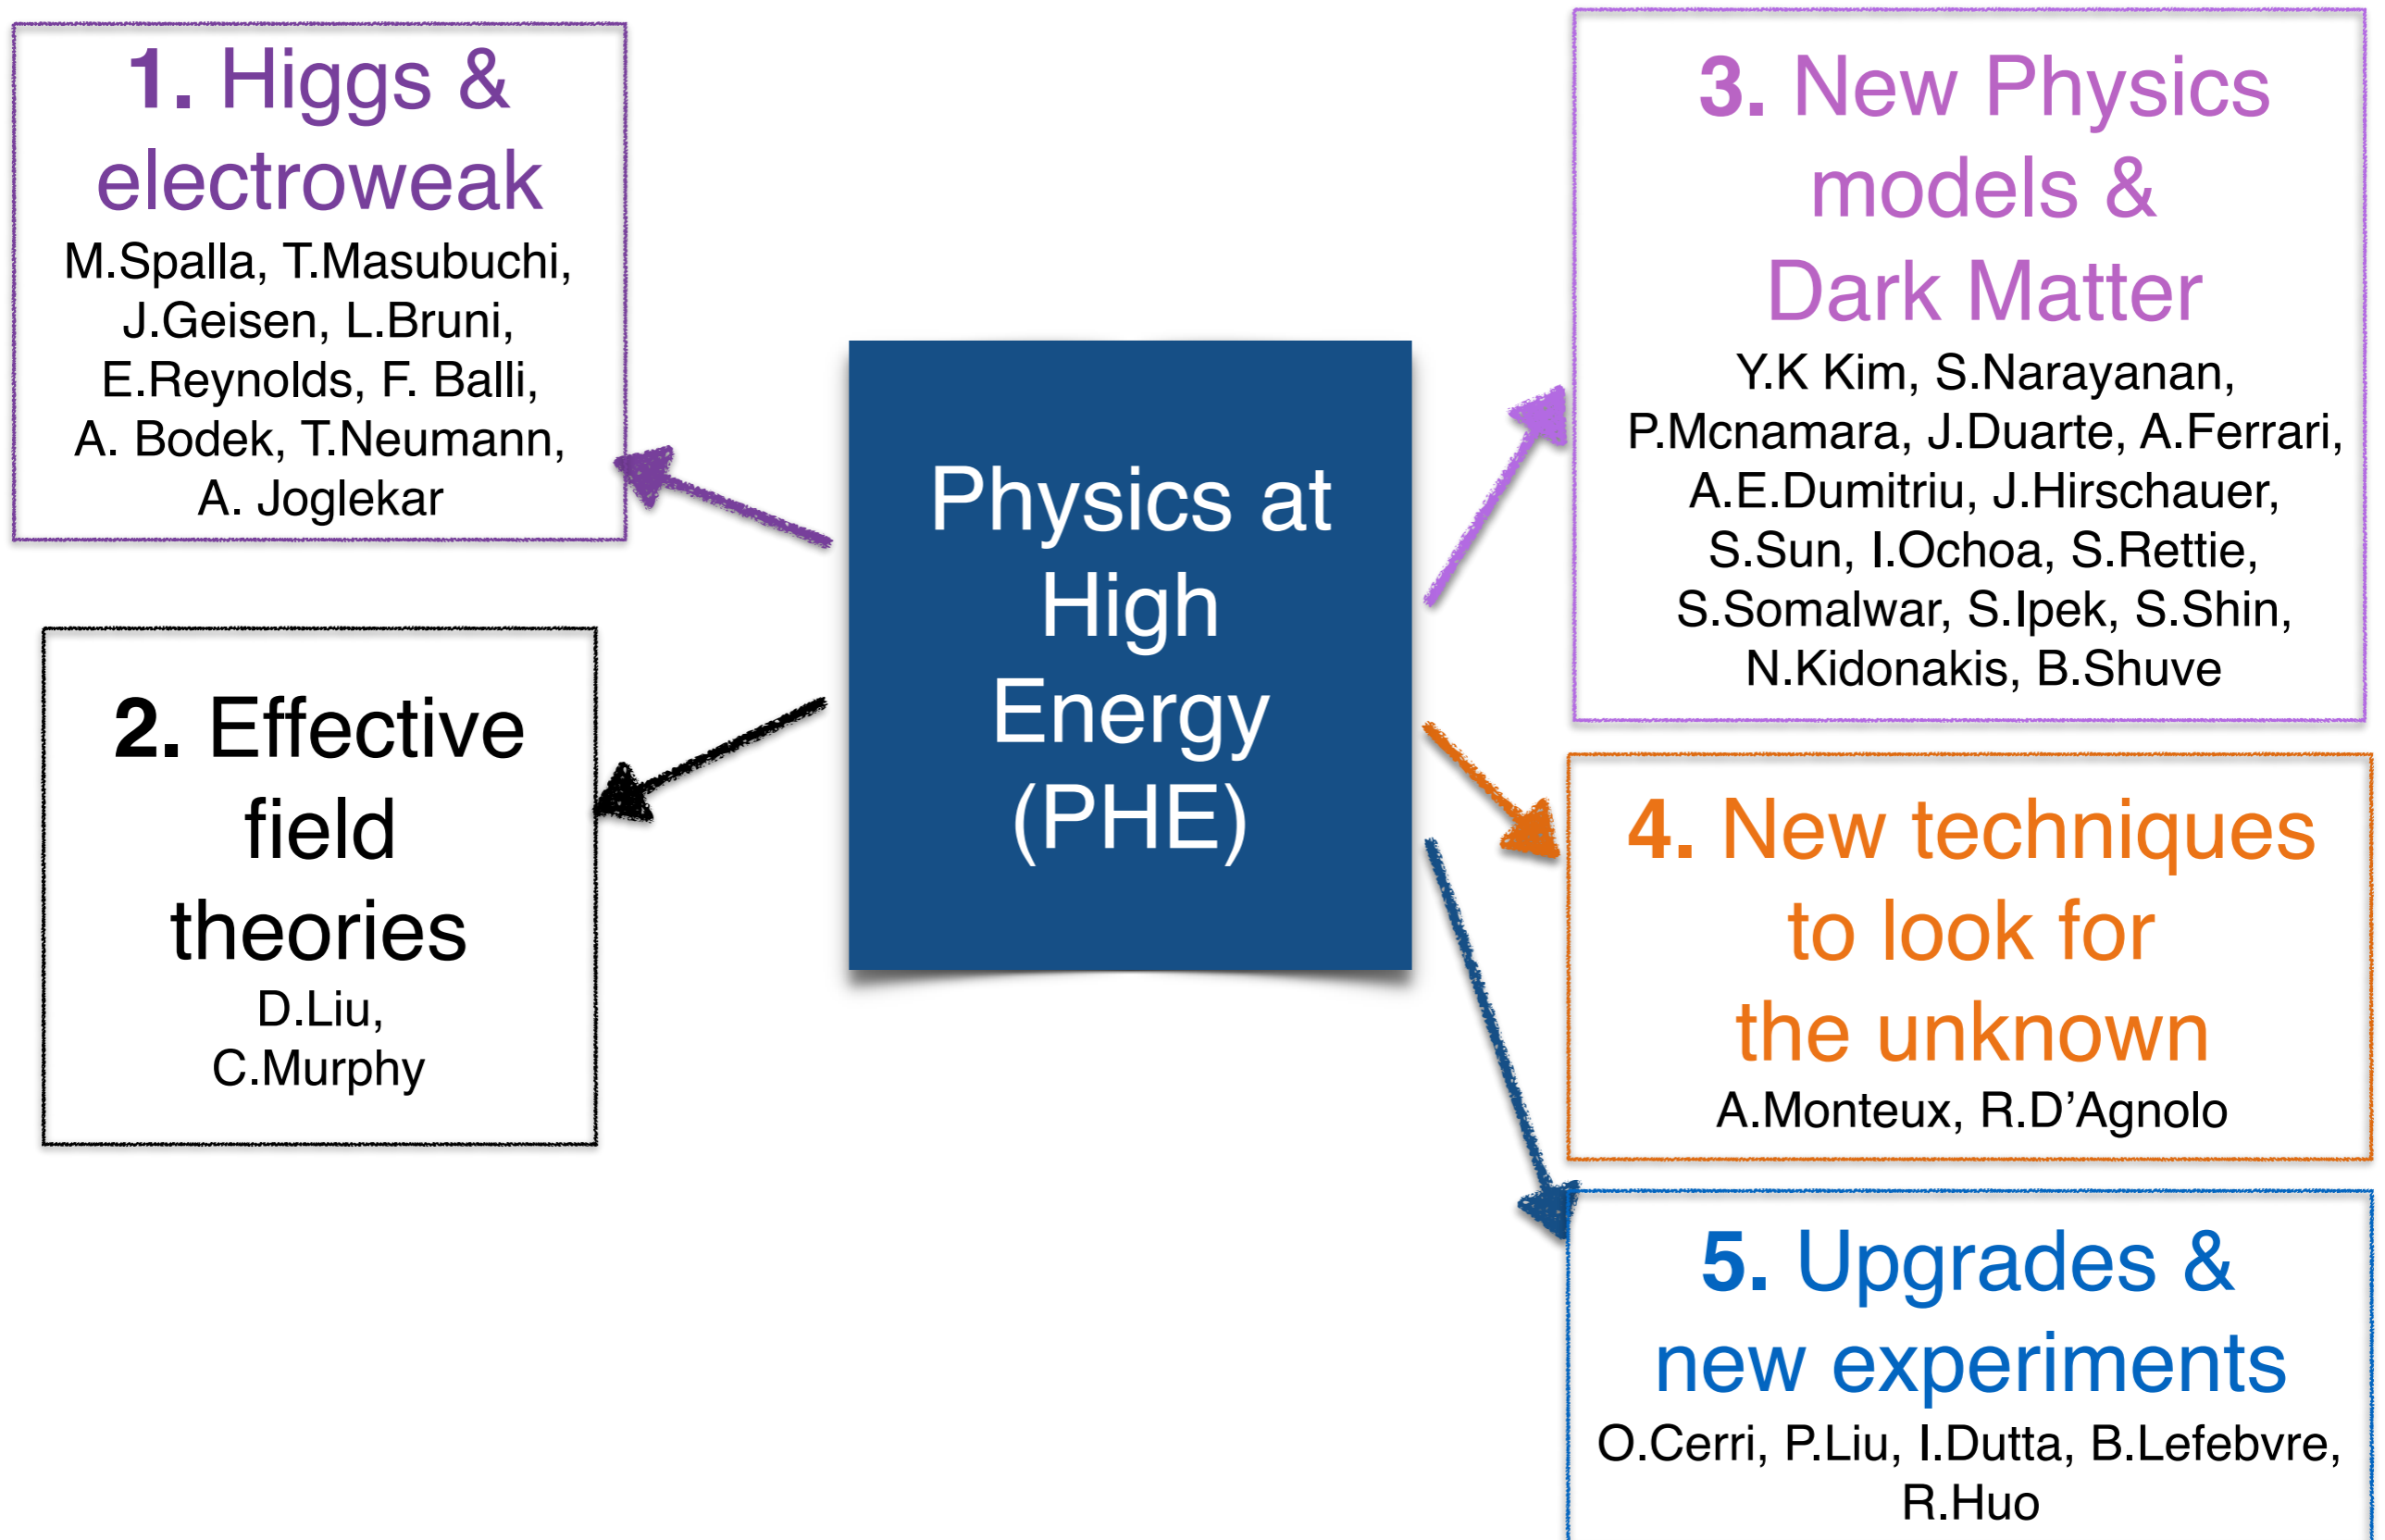 1. Higgs &
electroweak
M.Spalla, T.Masubuchi,
J.Geisen, L.Bruni,
E.Reynolds, F. Balli,
A. Bodek, T.Neumann,
A. Joglekar
2. Effective
field
theories
D.Liu,
C.Murphy
Physics at
High
Energy
(PHE)
3. New Physics
models &
Dark Matter
Y.K Kim, S.Narayanan,
P.Mcnamara, J.Duarte, A.Ferrari,
A.E.Dumitriu, J.Hirschauer,
S.Sun, I.Ochoa, S.Rettie,
S.Somalwar, S.Ipek, S.Shin,
N.Kidonakis, B.Shuve
4. New techniques
to look for
the unknown
A.Monteux, R.D’Agnolo
5. Upgrades &
new experiments
O.Cerri, P.Liu, I.Dutta, B.Lefebvre,
R.Huo